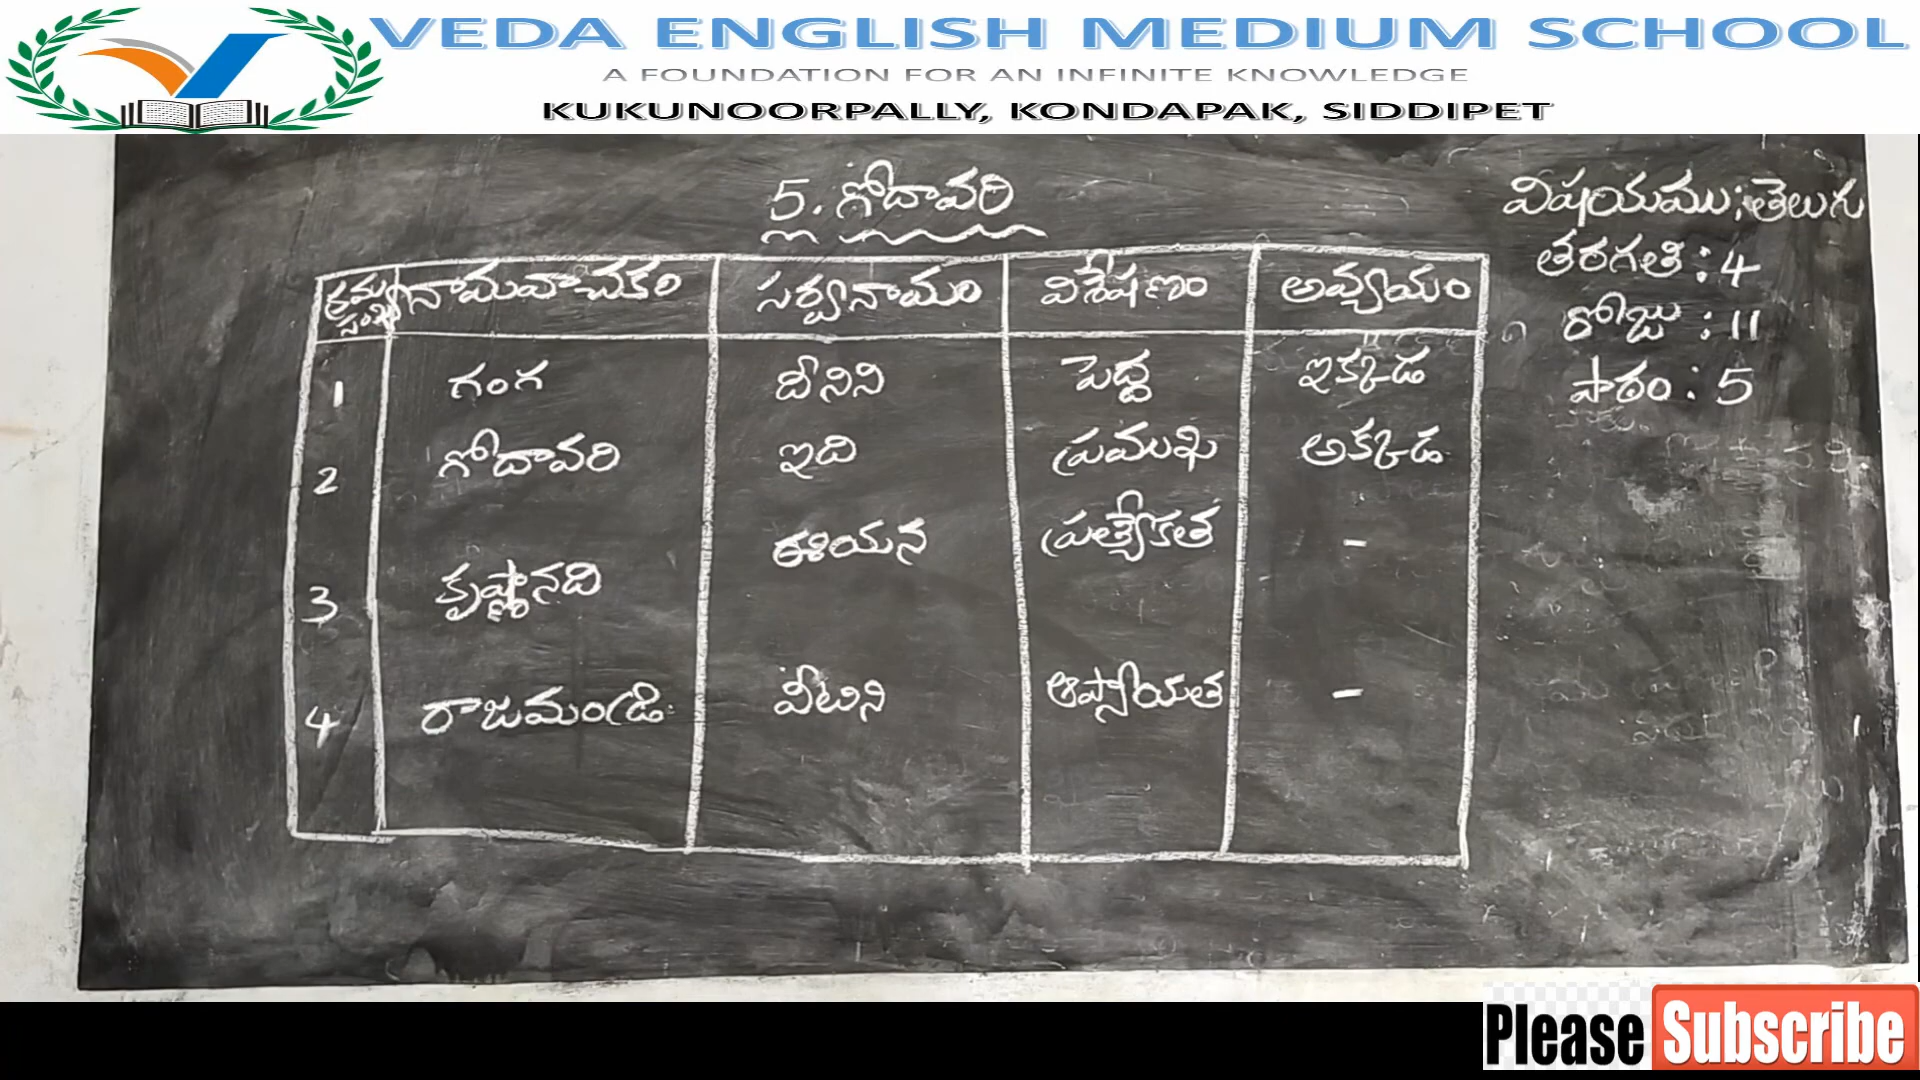 VEDA ENGLISH MEDIUM SCHOOL
A FOUNDATION FOR AN INFINITE KNOWLEDGE
KUKUNOORPALLY, KONDAPAK, SIDDIPET
5. గోదావరి
విషయము: తెలుగు
తరగతి : 4
రోజు : 11
పాఠం : 5
క్రమ సంఖ్య నామవాచకం సర్వనామం విశేషణం అవ్యయం
1 గంగ దీనిని పెద్ద ఇక్కడ
2 గోదావరి ఇది ప్రముఖ అక్కడ
3 కృష్ణానది ఈయన ప్రత్యేకత -
4 రాజమండ్రి వీటిని -
Please Subscribe